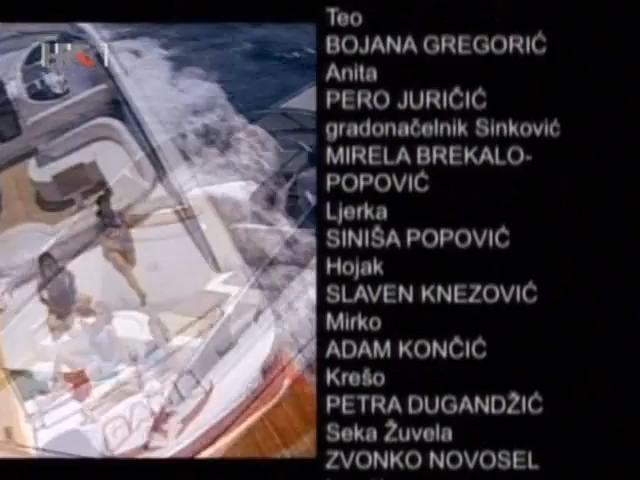 HRT
Teo
BOJANA GREGORIĆ
Anita
PERO JURIČIĆ
gradonačelnik Sinković
MIRELA BREKALO-
POPOVIĆ
Ljerka
SINIŠA POPOVIĆ
Hojak
SLAVEN KNEZOVIĆ
Mirko
ADAM KONČIĆ
Krešo
PETRA DUGANDŽIĆ
Seka Žuvela
ZVONKO NOVOSEL